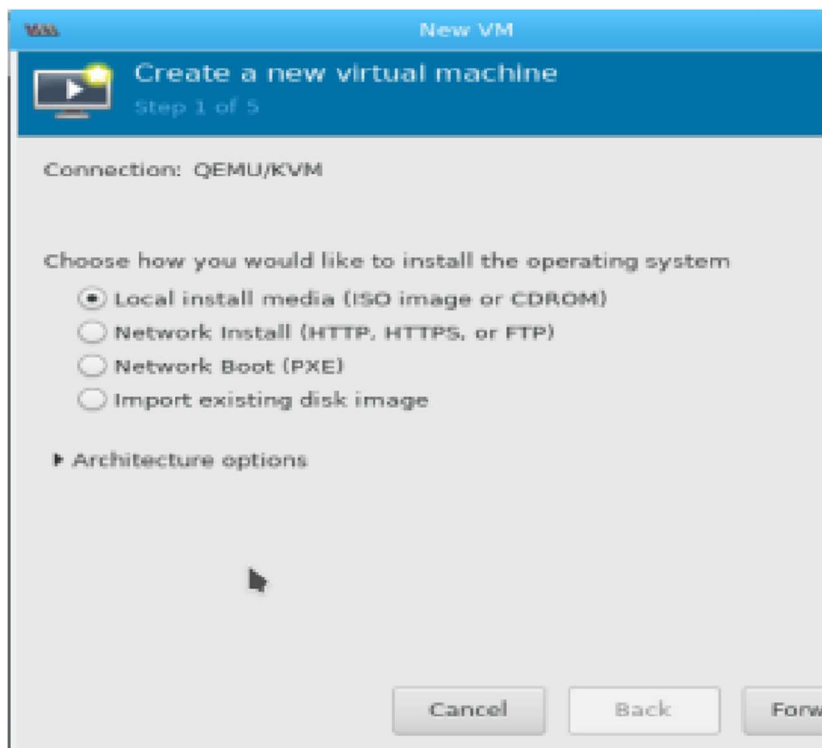 New VM
Create a new virtual machine
Step 1 of 5
Connection: QEMU/KVM
Choose how you would like to install the operating system
Local install media (ISO image or CDROM)
Network Install (HTTP, HTTPS, or FTP)
Network Boot (PXE)
Import existing disk image
Architecture options
Cancel Back Forw